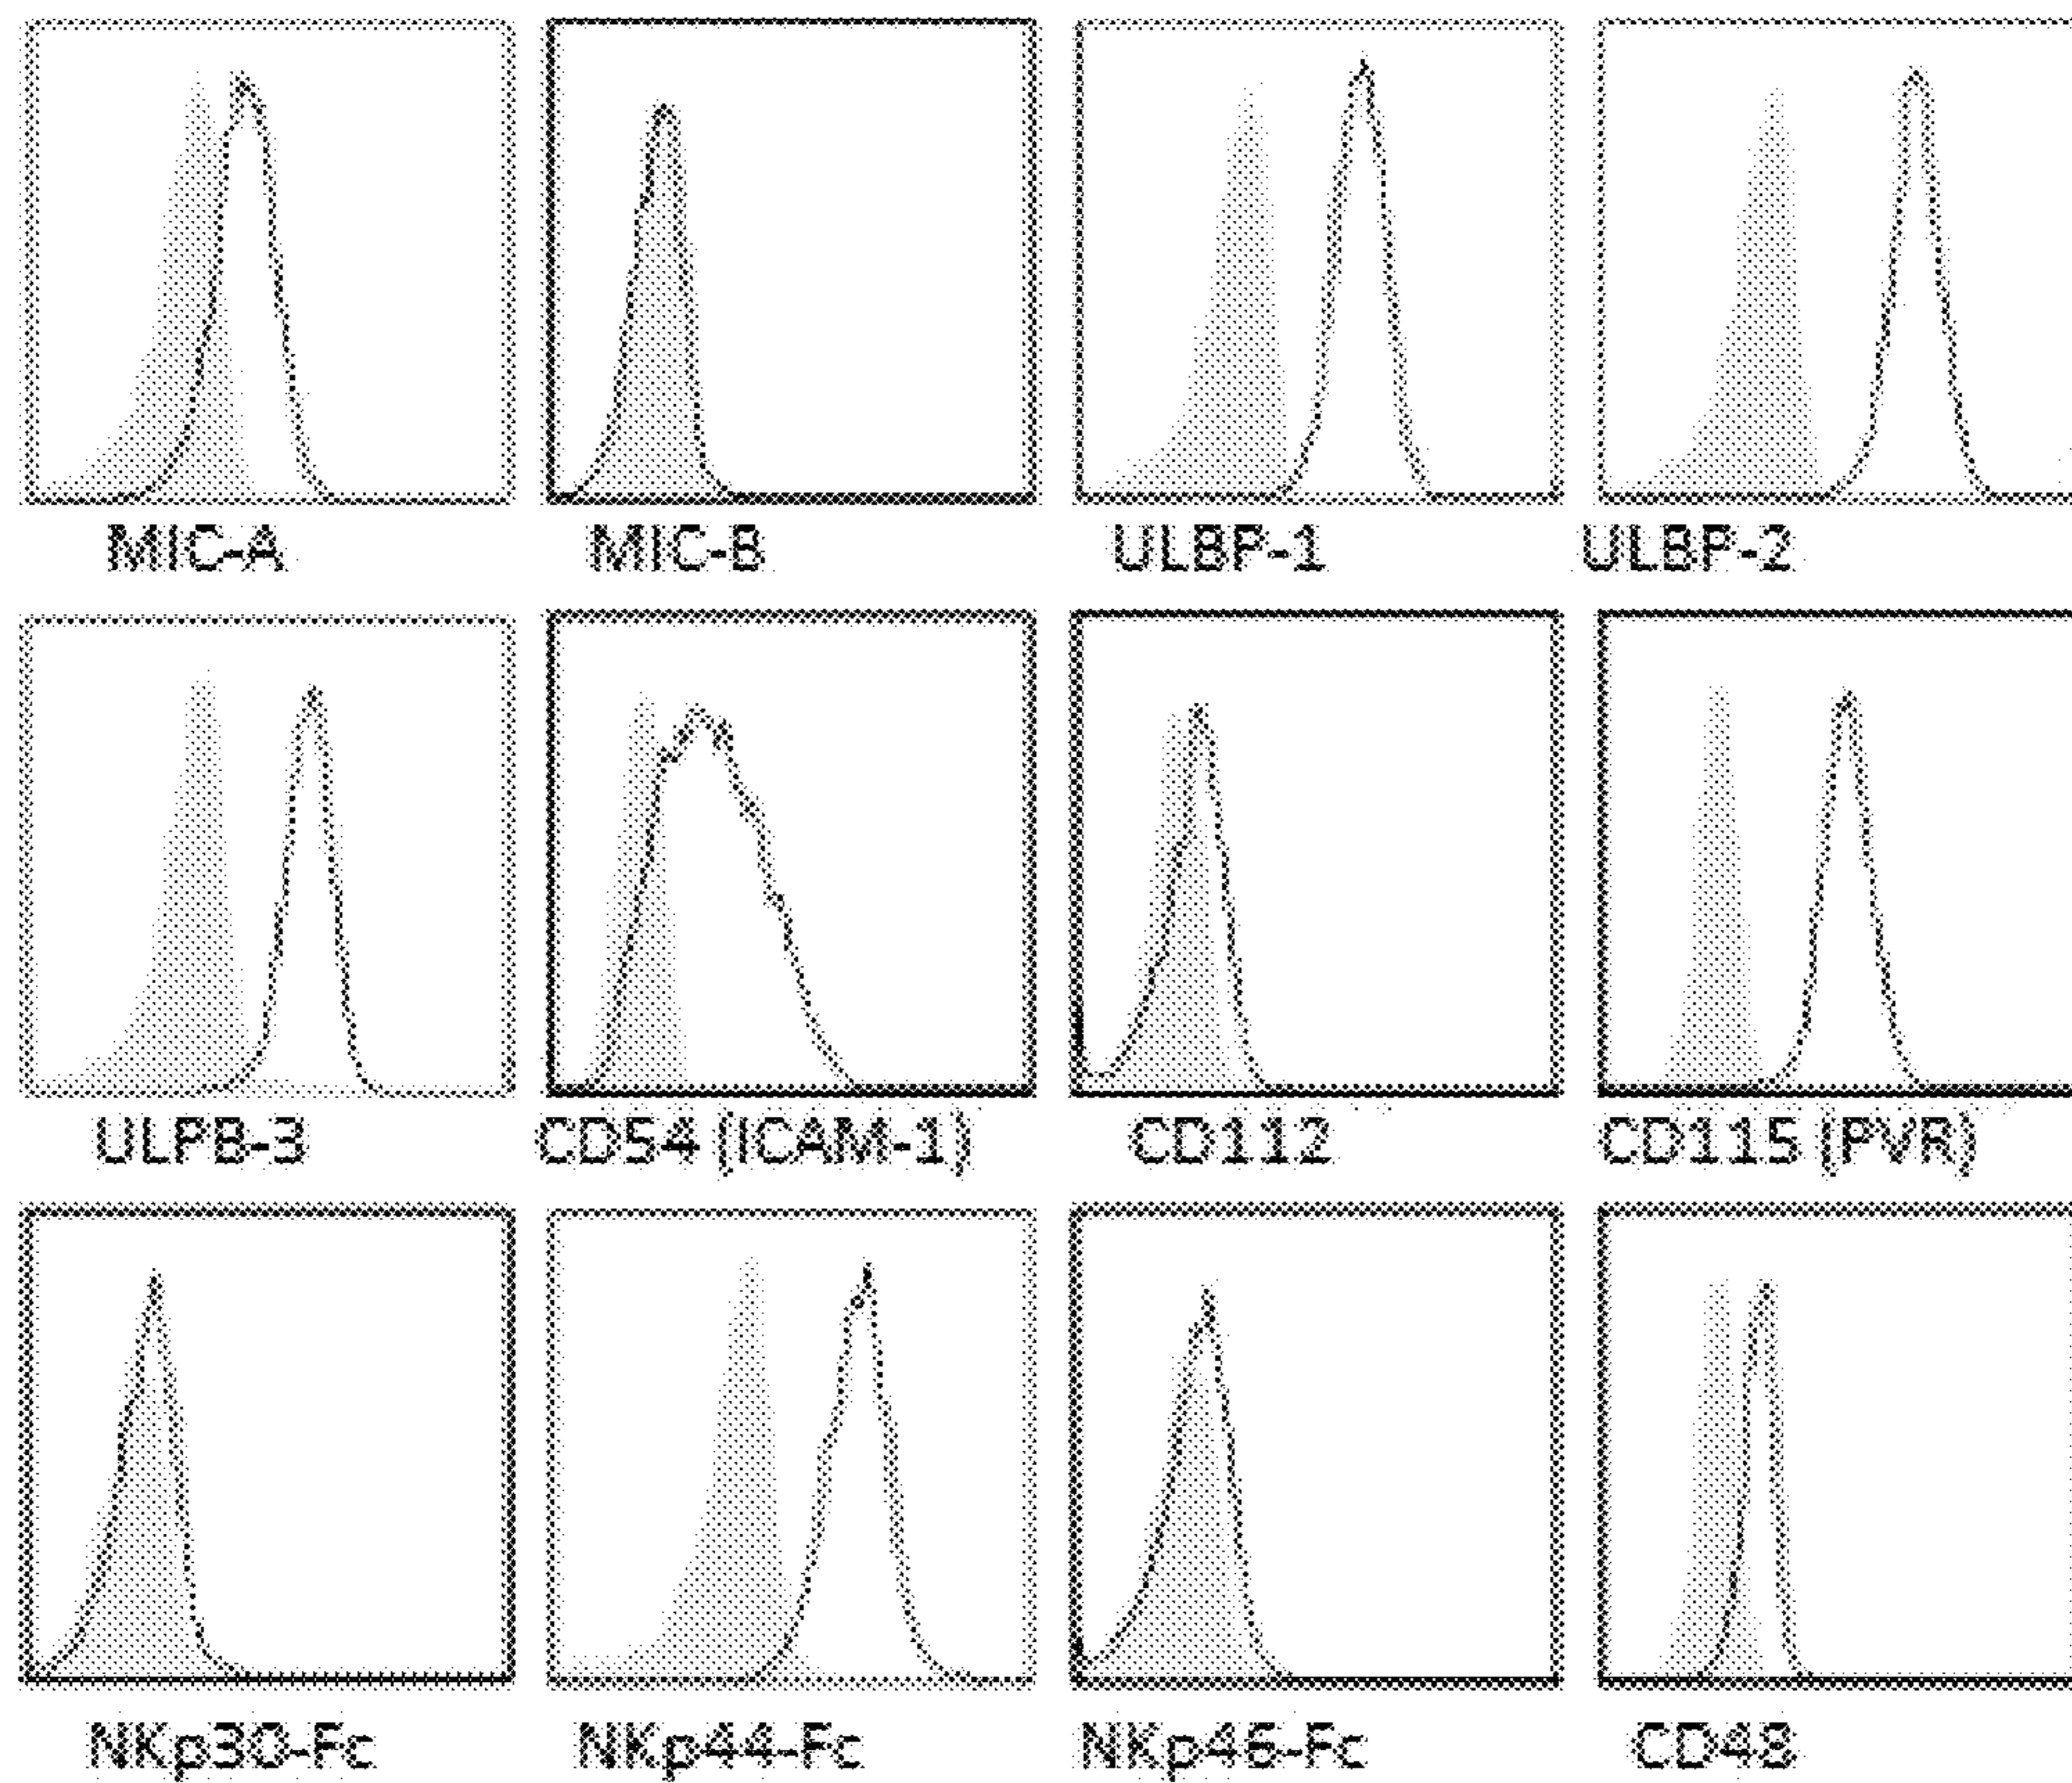 MIC-A MIC-B ULBP-1 ULBP-2
ULPB-3 CD54 (ICAM-1) CD112 CD115 (PVR)
NKp30-Fc NKp44-Fc NKp46-Fc CD48